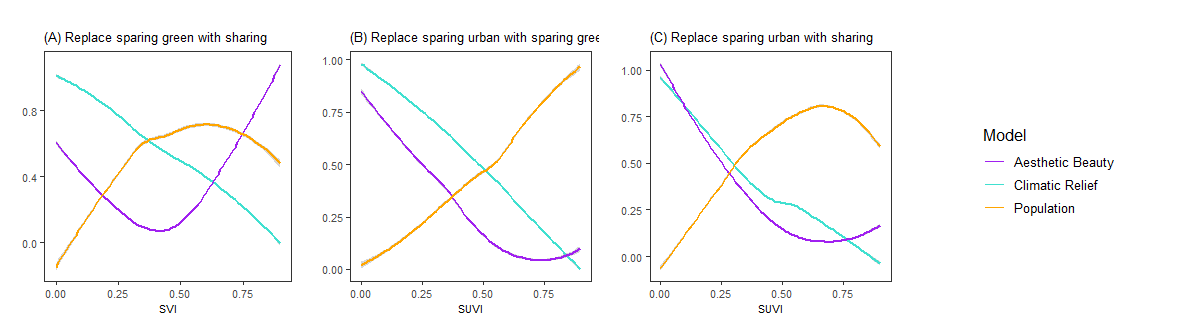 (A) Replace sparing green with sharing
0.8
0.4
0.0
0.00 0.25 0.50 0.75
SVI
(B) Replace sparing urban with sparing gree
1.00
0.75
0.50
0.25
0.00
0.00 0.25 0.50 0.75
SUVI
(C) Replace sparing urban with sharing
1.00
0.75
0.50
0.25
0.00
0.00 0.25 0.50 0.75
SUVI
Model
Aesthetic Beauty
Climatic Relief
Population